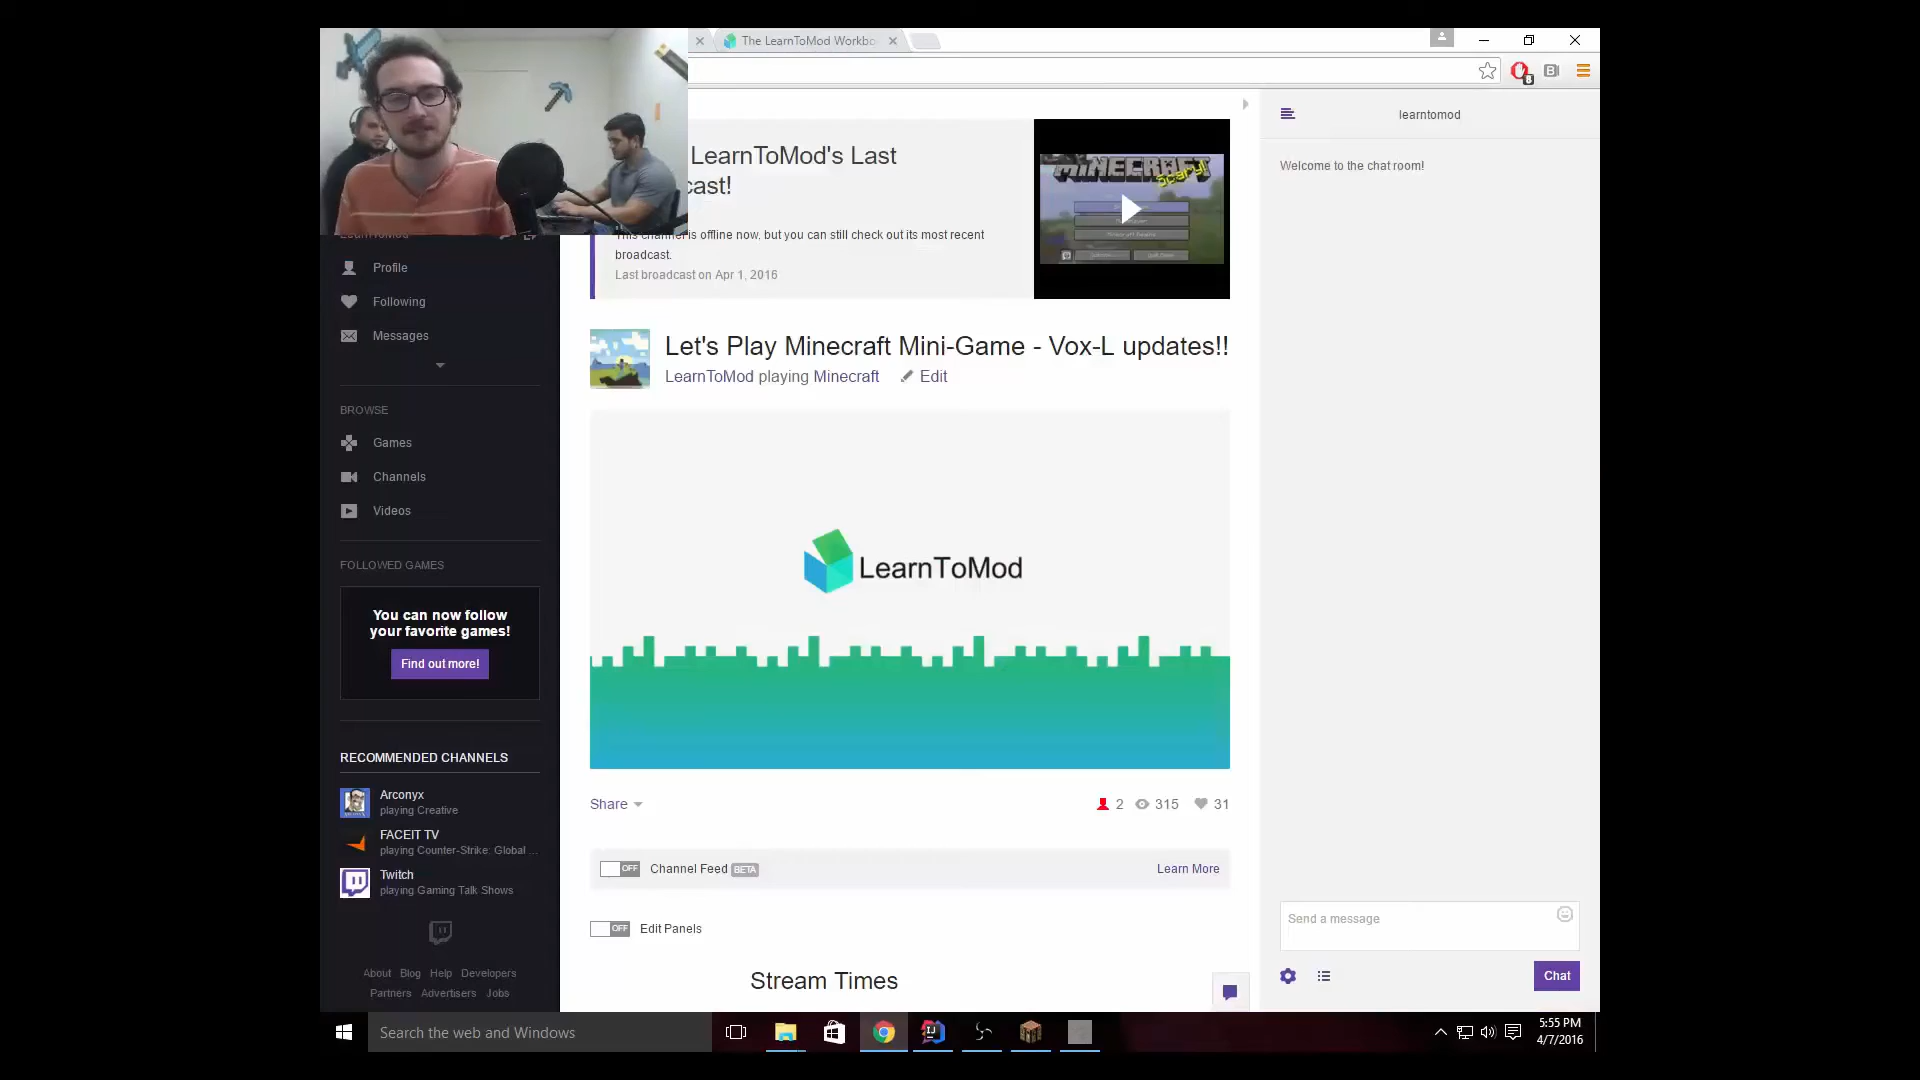 The LearnToMod Workbo
8
LearnToMod's Last
cast!
This channel is offline now, but you can still check out its most recent
broadcast.
Last broadcast on Apr 1, 2016
MINECRAFT
Scary!
learntomod
Welcome to the chat room!
LearnToMod
Profile
Following
Messages
BROWSE
Games
Channels
Videos
FOLLOWED GAMES
You can now follow
your favorite games!
Find out more!
RECOMMENDED CHANNELS
Arconyx
playing Creative
FACEIT TV
playing Counter-Strike: Global ...
Twitch
playing Gaming Talk Shows
About Blog Help Developers
Partners Advertisers Jobs
Let's Play Minecraft Mini-Game - Vox-L updates!!
LearnToMod playing Minecraft Edit
LearnToMod
Share 2 315 31
OFF Channel Feed BETA Learn More
OFF Edit Panels
Stream Times
Send a message
Chat
Search the web and Windows
5:55 PM
4/7/2016